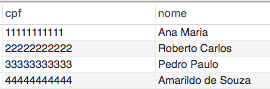 cpf nome
11111111111 Ana Maria
22222222222 Roberto Carlos
33333333333 Pedro Paulo
44444444444 Amarildo de Souza